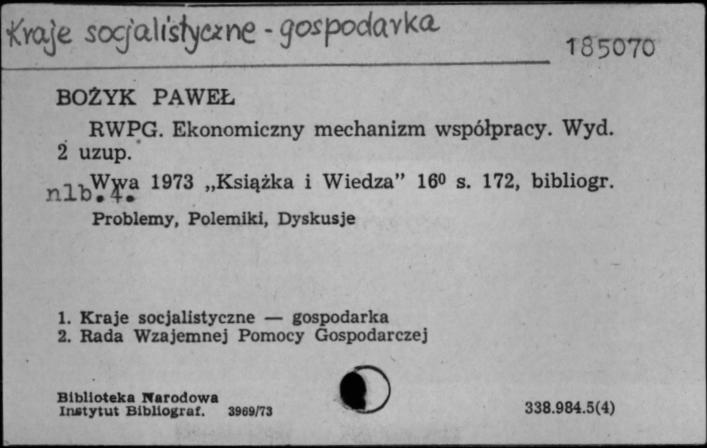 Kraje socjalistyczne - gospodarka
185070
BOŻYK PAWEŁ
RWPG. Ekonomiczny mechanizm współpracy. Wyd.
2 uzup.
Wwa 1973 „Książka i Wiedza” 16⁰ s. 172, bibliogr.
nlb.4.
Problemy, Polemiki, Dyskusje
1. Kraje socjalistyczne — gospodarka
2. Rada Wzajemnej Pomocy Gospodarczej
Biblioteka Narodowa
Instytut Bibliograf. 3969/73
338.984.5(4)